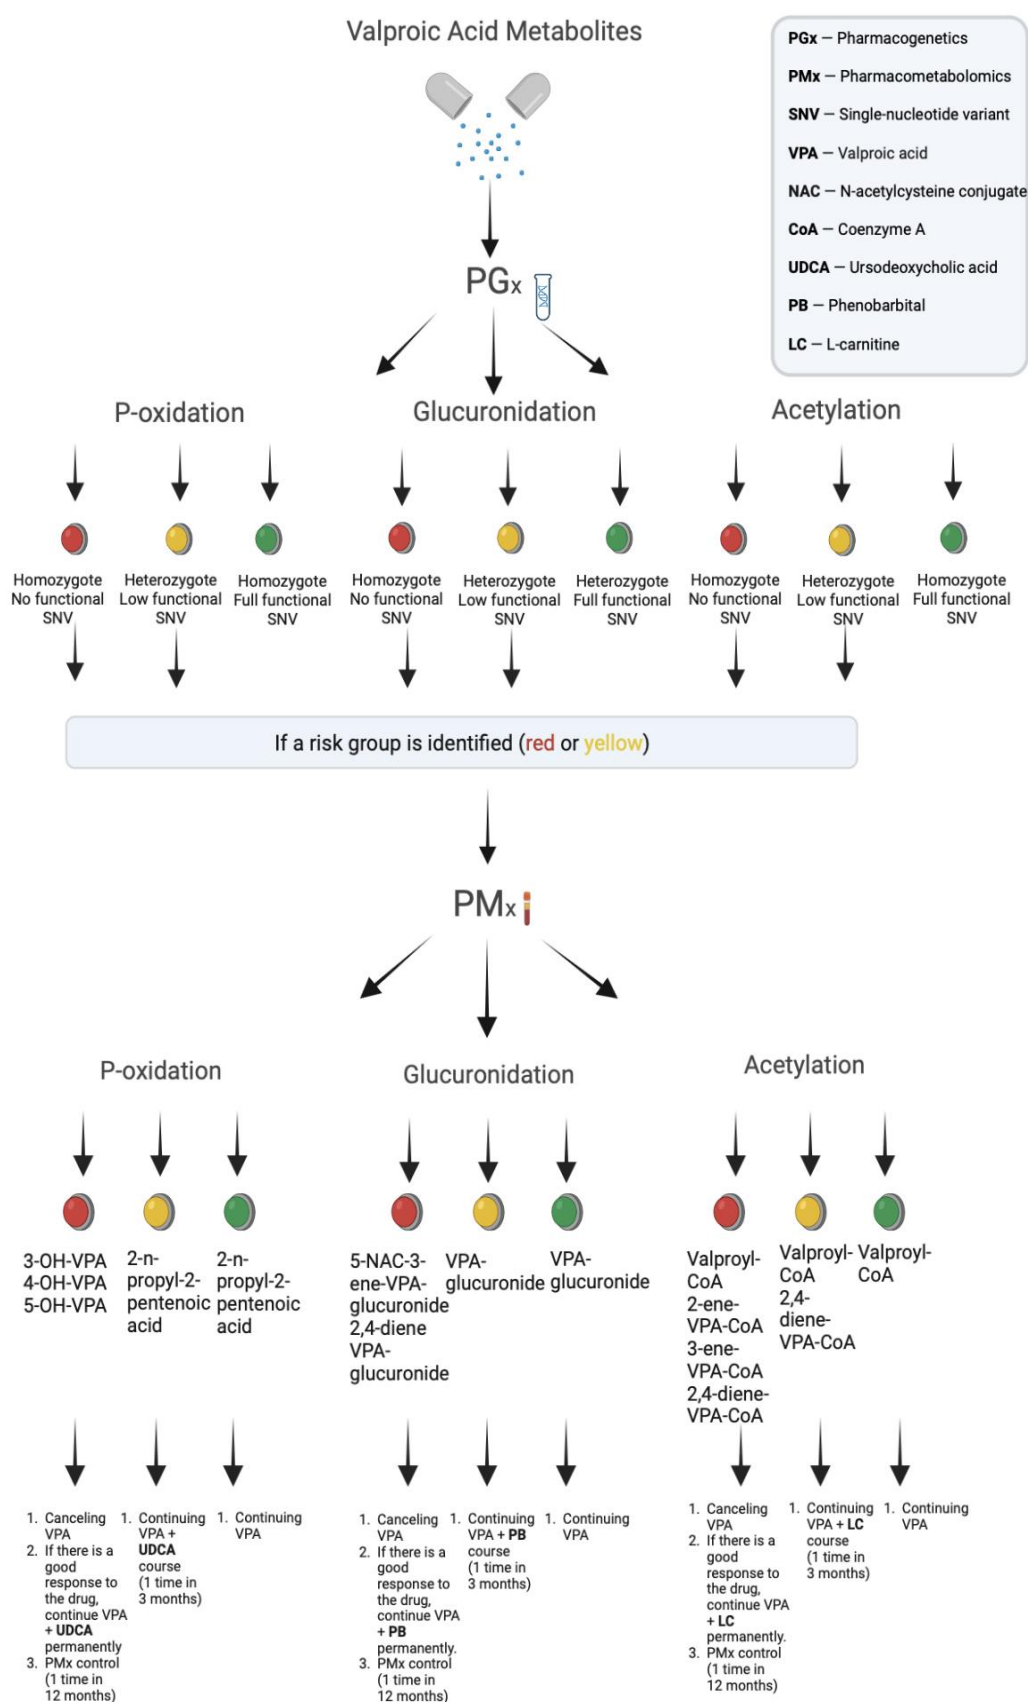 Valproic Acid Metabolites
PGx — Pharmacogenetics
PMx — Pharmacometabolomics
SNV — Single-nucleotide variant
VPA — Valproic acid
NAC — N-acetylcysteine conjugate
CoA — Coenzyme A
UDCA — Ursodeoxycholic acid
PB — Phenobarbital
LC — L-carnitine
PGx
P-oxidation
Homozygote
No functional
SNV
Heterozygote
Low functional
SNV
Homozygote
Full functional
SNV
Glucuronidation
Homozygote
No functional
SNV
Heterozygote
Low functional
SNV
Heterozygote
Full functional
SNV
Acetylation
Homozygote
No functional
SNV
Heterozygote
Low functional
SNV
Homozygote
Full functional
SNV
If a risk group is identified (red or yellow)
PMx
P-oxidation
3-OH-VPA
4-OH-VPA
5-OH-VPA
2-n-
propyl-2-
pentenoic
acid
2-n-
propyl-2-
pentenoic
acid
Glucuronidation
5-NAC-3-
ene-VPA-
glucuronide
2,4-diene
VPA-
glucuronide
VPA-
glucuronide
VPA-
glucuronide
Acetylation
Valproyl-
CoA
2-ene-
VPA-CoA
3-ene-
VPA-CoA
2,4-diene-
VPA-CoA
Valproyl-
CoA
2,4-
diene-
VPA-CoA
Valproyl-
CoA
1. Canceling
VPA
2. If there is a
good
response to
the drug,
continue VPA
+ UDCA
permanently
3. PMx control
(1 time in
12 months)
1. Continuing
VPA +
UDCA
course
(1 time in
3 months)
1. Continuing
VPA
1. Canceling
VPA
2. If there is a
good
response to
the drug,
continue VPA
+ PB
permanently.
3. PMx control
(1 time in
12 months)
1. Continuing
VPA + PB
course
(1 time in
3 months)
1. Continuing
VPA
1. Canceling
VPA
2. If there is a
good
response to
the drug,
continue VPA
+ LC
permanently.
3. PMx control
(1 time in
12 months)
1. Continuing
VPA + LC
course
(1 time in
3 months)
1. Continuing
VPA